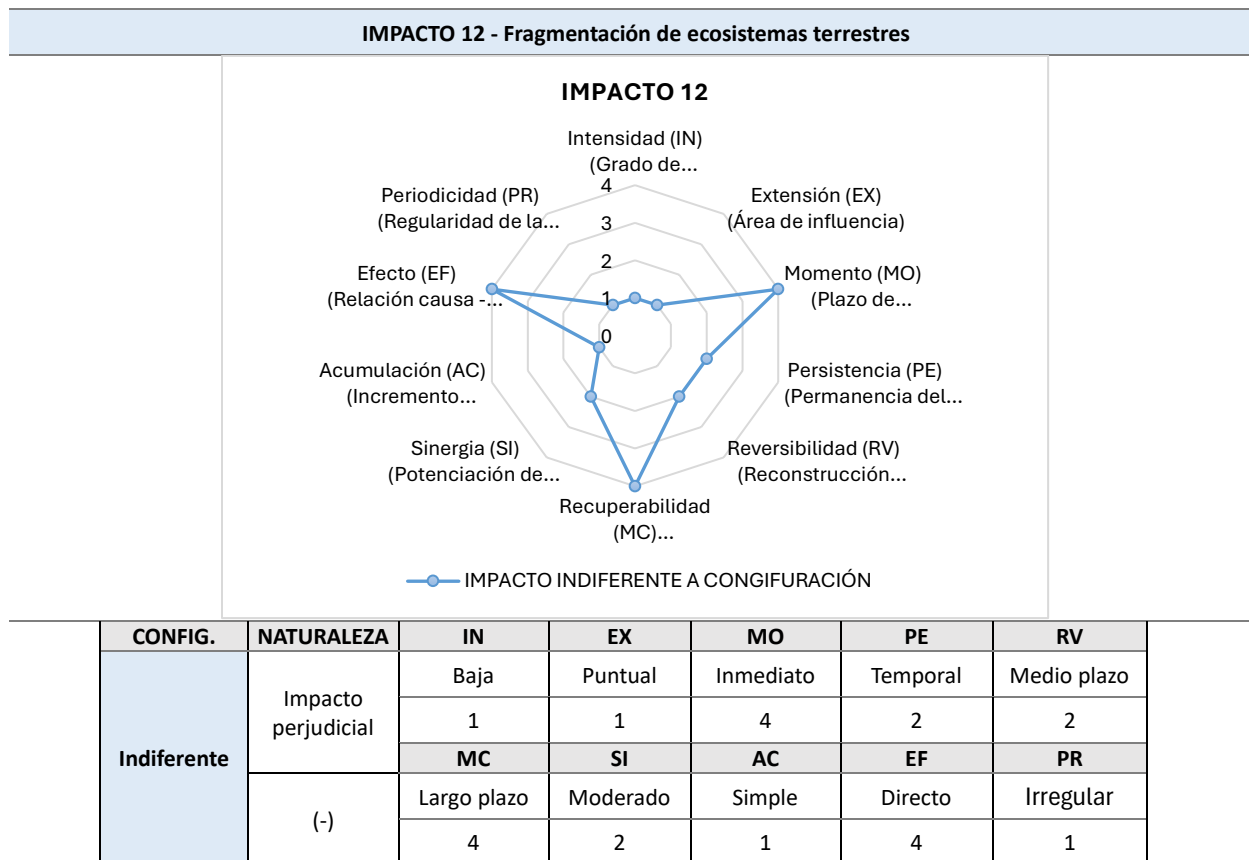 IMPACTO 12 - Fragmentación de ecosistemas terrestres
IMPACTO 12
Intensidad (IN)
(Grado de...
Extensión (EX)
(Área de influencia)
Momento (MO)
(Plazo de...
Persistencia (PE)
(Permanencia del...
Reversibilidad (RV)
(Reconstrucción...
Recuperabilidad
(MC)...
Sinergia (SI)
(Potenciación de...
Acumulación (AC)
(Incremento...
Efecto (EF)
(Relación causa -...
Periodicidad (PR)
(Regularidad de la...
4
3
2
1
0
IMPACTO INDIFERENTE A CONGIFURACIÓN
CONFIG. NATURALEZA IN EX MO PE RV
Indiferente
Impacto
perjudicial
Baja Puntual Inmediato Temporal Medio plazo
1 1 4 2 2
MC SI AC EF PR
(-)
Largo plazo Moderado Simple Directo Irregular
4 2 1 4 1